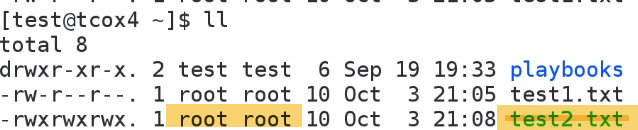 [test@tcox4 ~]$ ll
total 8
drwxr-xr-x. 2 test test  6 Sep 19 19:33 playbooks
-rw-r--r--. 1 root root 10 Oct  3 21:05 test1.txt
-rwxrwxrwx. 1 root root 10 Oct  3 21:08 test2.txt